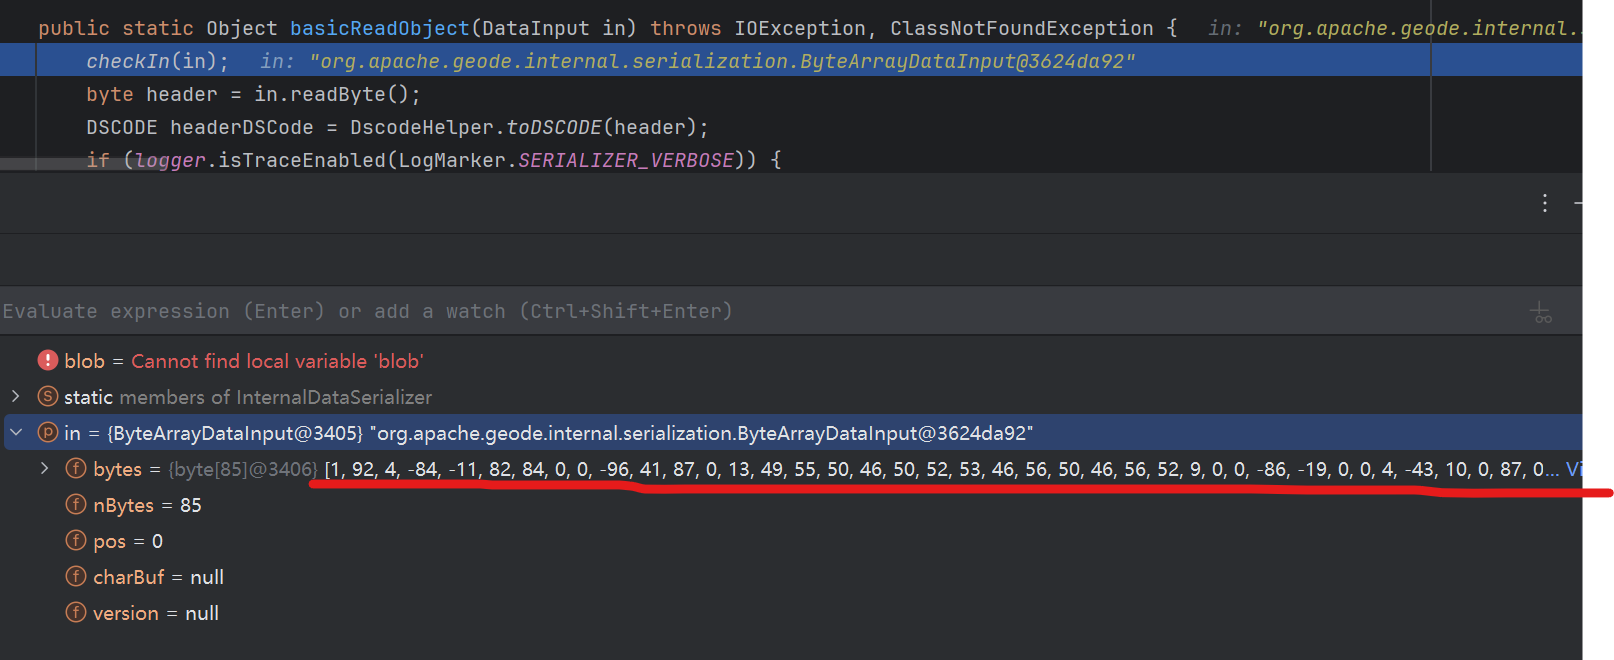 public static Object basicReadObject(DataInput in) throws IOException, ClassNotFoundException {   in: "org.apache.geode.internal.
checkIn(in);   in: "org.apache.geode.internal.serialization.ByteArrayDataInput@3624da92"
byte header = in.readByte();
DSCODE headerDSCode = DscodeHelper.toDSCODE(header);
if (logger.isTraceEnabled(LogMarker.SERIALIZER_VERBOSE)) {
Evaluate expression (Enter) or add a watch (Ctrl+Shift+Enter)
! blob = Cannot find local variable 'blob'
S static members of InternalDataSerializer
p in = {ByteArrayDataInput@3405} "org.apache.geode.internal.serialization.ByteArrayDataInput@3624da92"
f bytes = {byte[85]@3406} [1, 92, 4, -84, -11, 82, 84, 0, 0, -96, 41, 87, 0, 13, 49, 55, 50, 46, 50, 52, 53, 46, 56, 50, 46, 56, 52, 9, 0, 0, -86, -19, 0, 0, 4, -43, 10, 0, 87, 0... Vi
f nBytes = 85
f pos = 0
f charBuf = null
f version = null